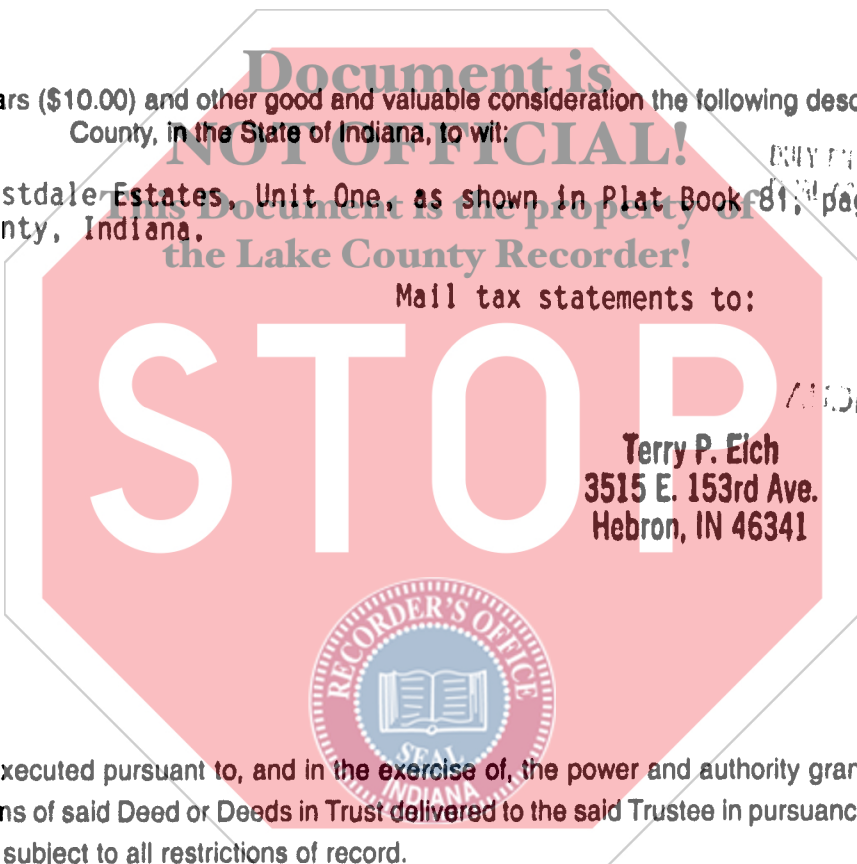 Document is
ars ($10.00) and other good and valuable consideration the following desc
County, in the State of Indiana, to wit:
NOT OFFICIAL!
stdale Estates, Unit One, as shown in Plat Book 81, pag
This Document is the property of
nty, Indiana.
the Lake County Recorder!
Mail tax statements to:
STOP
Terry P. Eich
3515 E. 153rd Ave.
Hebron, IN 46341
RECORDER'S OFFICE
SEAL
INDIANA
xecuted pursuant to, and in the exercise of, the power and authority gran
ns of said Deed or Deeds in Trust delivered to the said Trustee in pursuanc
subject to all restrictions of record.